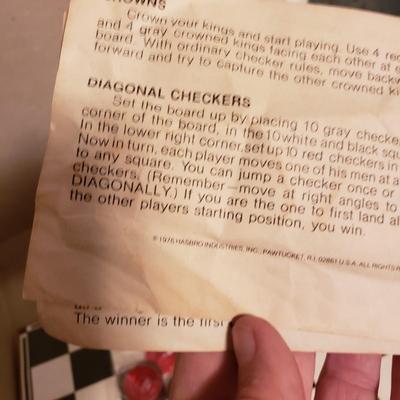 CROWNS
Crown your kings and start playing. Use 4 red
and 4 gray crowned kings facing each other at
board. With ordinary checker rules, move
forward and try to capture the other crowned
DIAGONAL CHECKERS
Set the board up by placing 10 gray
corner of the board, in the 10 white and black
In the lower right corner, set up 10 red checkers in
Now in turn, each player moves one of his men at a
to any square. You can jump a checker once or
checkers. (Remember—move at right angles to
DIAGONALLY.) If you are the one to first land
the other players starting position, you win.
© 1976 HASBRO INDUSTRIES, INC., PAWTUCKET, R.I. 02861 U.S.A. ALL RIGHTS
The winner is the first